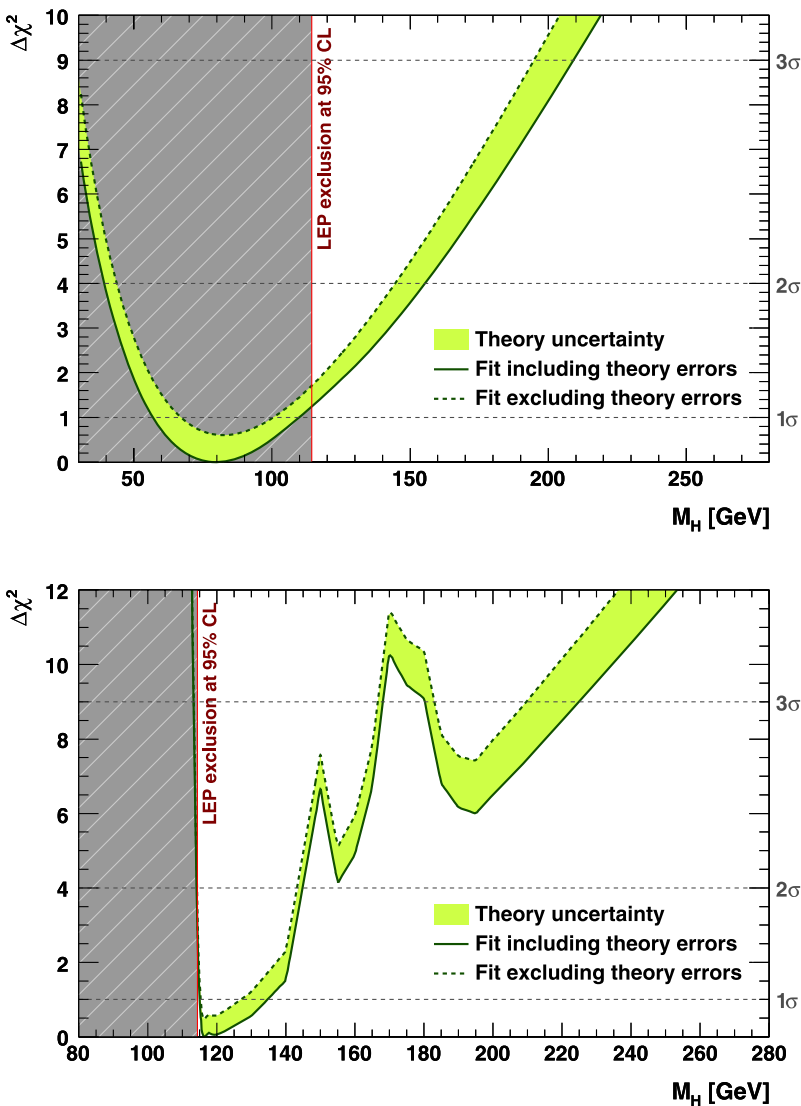 Δχ²
10
9
8
7
6
5
4
3
2
1
0
3σ
2σ
1σ
LEP exclusion at 95% CL
Theory uncertainty
Fit including theory errors
Fit excluding theory errors
50 100 150 200 250
M_H [GeV]
Δχ²
12
10
8
6
4
2
0
3σ
2σ
1σ
LEP exclusion at 95% CL
Theory uncertainty
Fit including theory errors
Fit excluding theory errors
80 100 120 140 160 180 200 220 240 260 280
M_H [GeV]